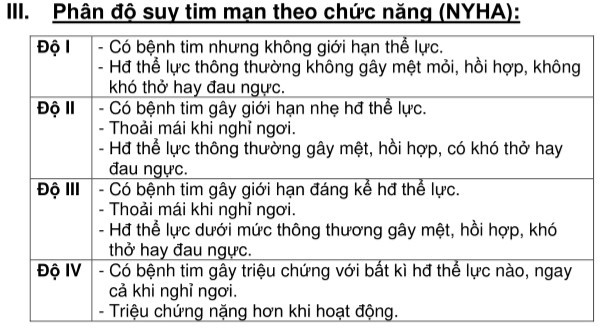 III. Phân độ suy tim mạn theo chức năng (NYHA):
Độ I - Có bệnh tim nhưng không giới hạn thể lực.
- Hđ thể lực thông thường không gây mệt mỏi, hồi hợp, không
khó thở hay đau ngực.
Độ II - Có bệnh tim gây giới hạn nhẹ hđ thể lực.
- Thoải mái khi nghỉ ngơi.
- Hđ thể lực thông thường gây mệt, hồi hợp, có khó thở hay
đau ngực.
Độ III - Có bệnh tim gây giới hạn đáng kể hđ thể lực.
- Thoải mái khi nghỉ ngơi.
- Hđ thể lực dưới mức thông thương gây mệt, hồi hợp, khó
thở hay đau ngực.
Độ IV - Có bệnh tim gây triệu chứng với bất kì hđ thể lực nào, ngay
cả khi nghỉ ngơi.
- Triệu chứng nặng hơn khi hoạt động.